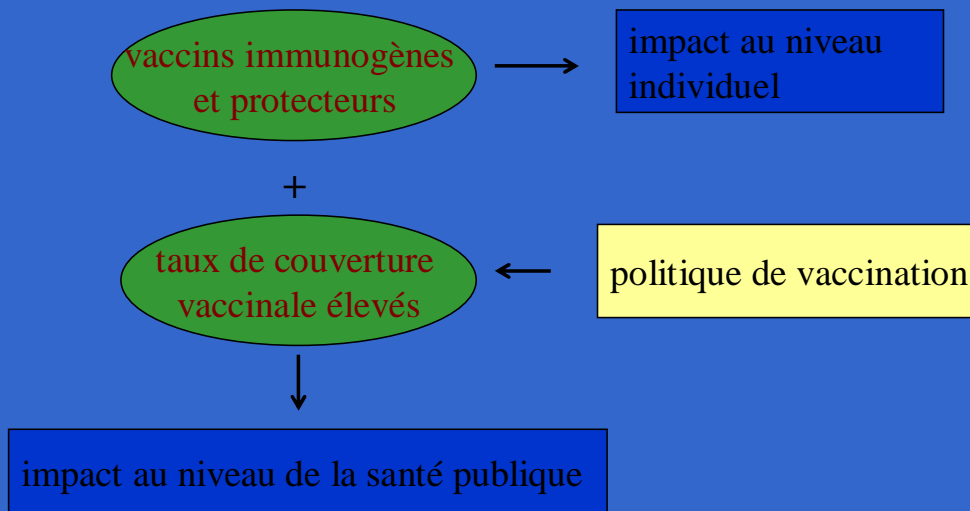 vaccins immunogènes
et protecteurs
impact au niveau
individuel
+
taux de couverture
vaccinale élevés
politique de vaccination
impact au niveau de la santé publique